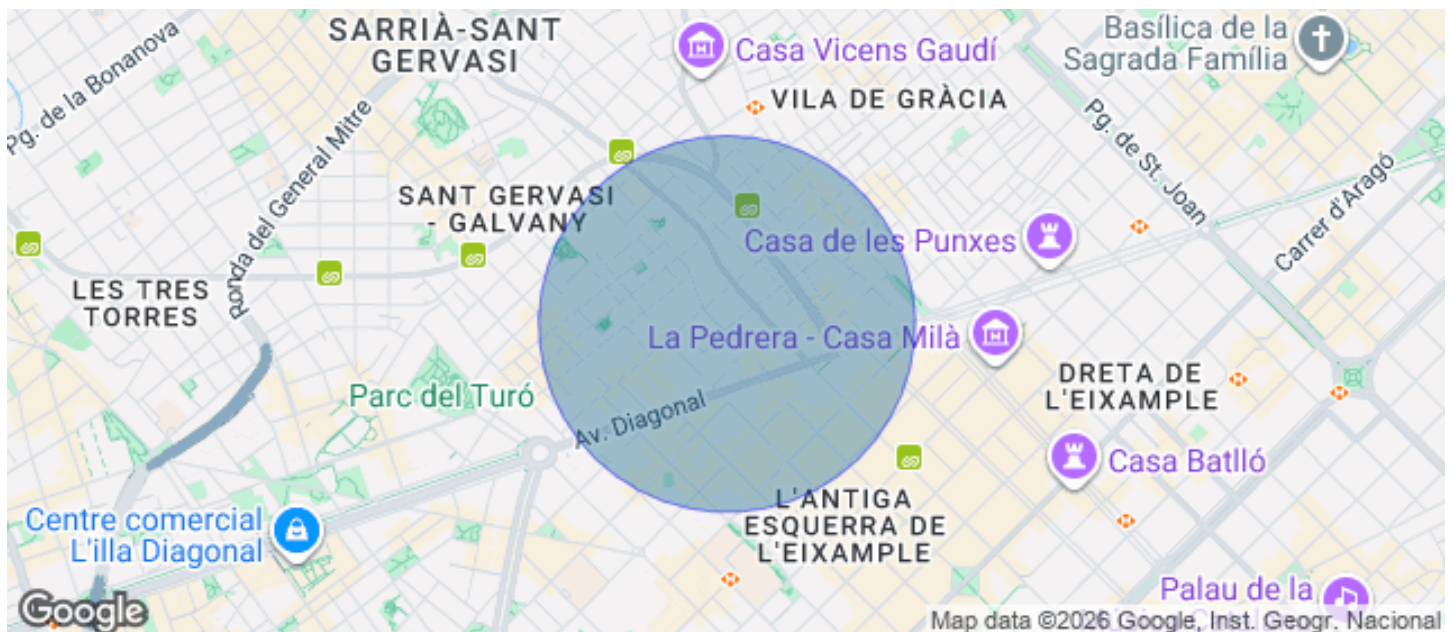 SARRIÀ-SANT
GERVASI
Pg. de la Bonanova
Casa Vicens Gaudí
Basílica de la
Sagrada Família
VILA DE GRÀCIA
Ronda del General Mitre
Pg. de St. Joan
SANT GERVASI
- GALVANY
Carrer d'Aragó
Casa de les Punxes
LES TRES
TORRES
La Pedrera - Casa Milà
DRETA DE
L'EIXAMPLE
Parc del Turó
Av. Diagonal
Casa Batlló
L'ANTIGA
ESQUERRA DE
L'EIXAMPLE
Centre comercial
L'illa Diagonal
Palau de la
Google
Map data ©2026 Google, Inst. Geogr. Nacional